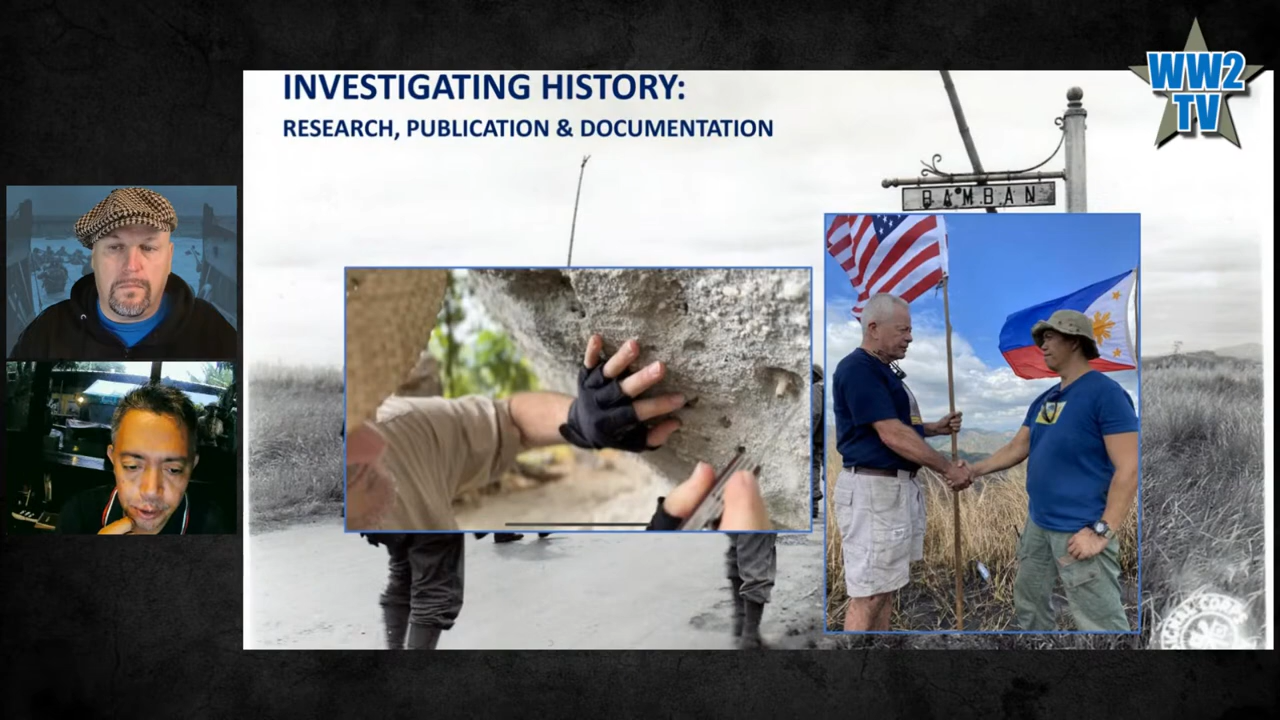 INVESTIGATING HISTORY:
RESEARCH, PUBLICATION & DOCUMENTATION
WW2
TV
BAMBAN